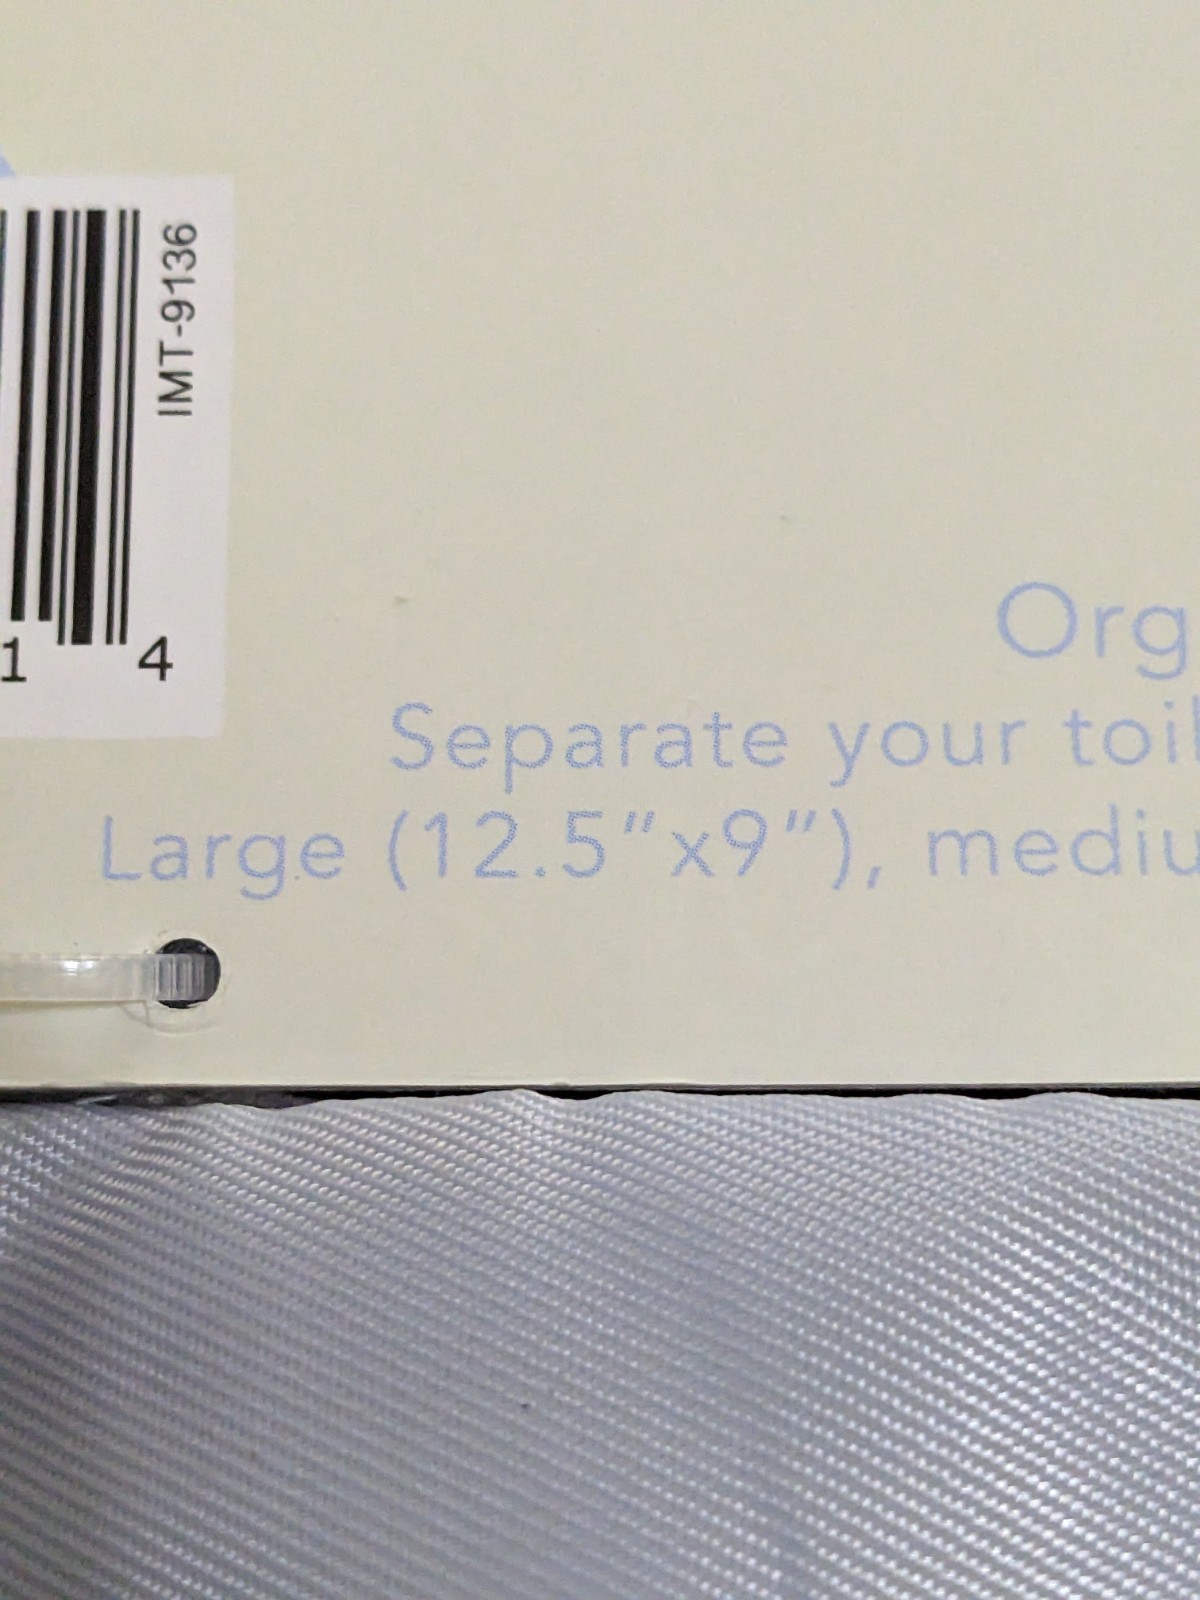 IMT-9136
1 4
Org
Separate your toil
Large (12.5”x9”), mediu